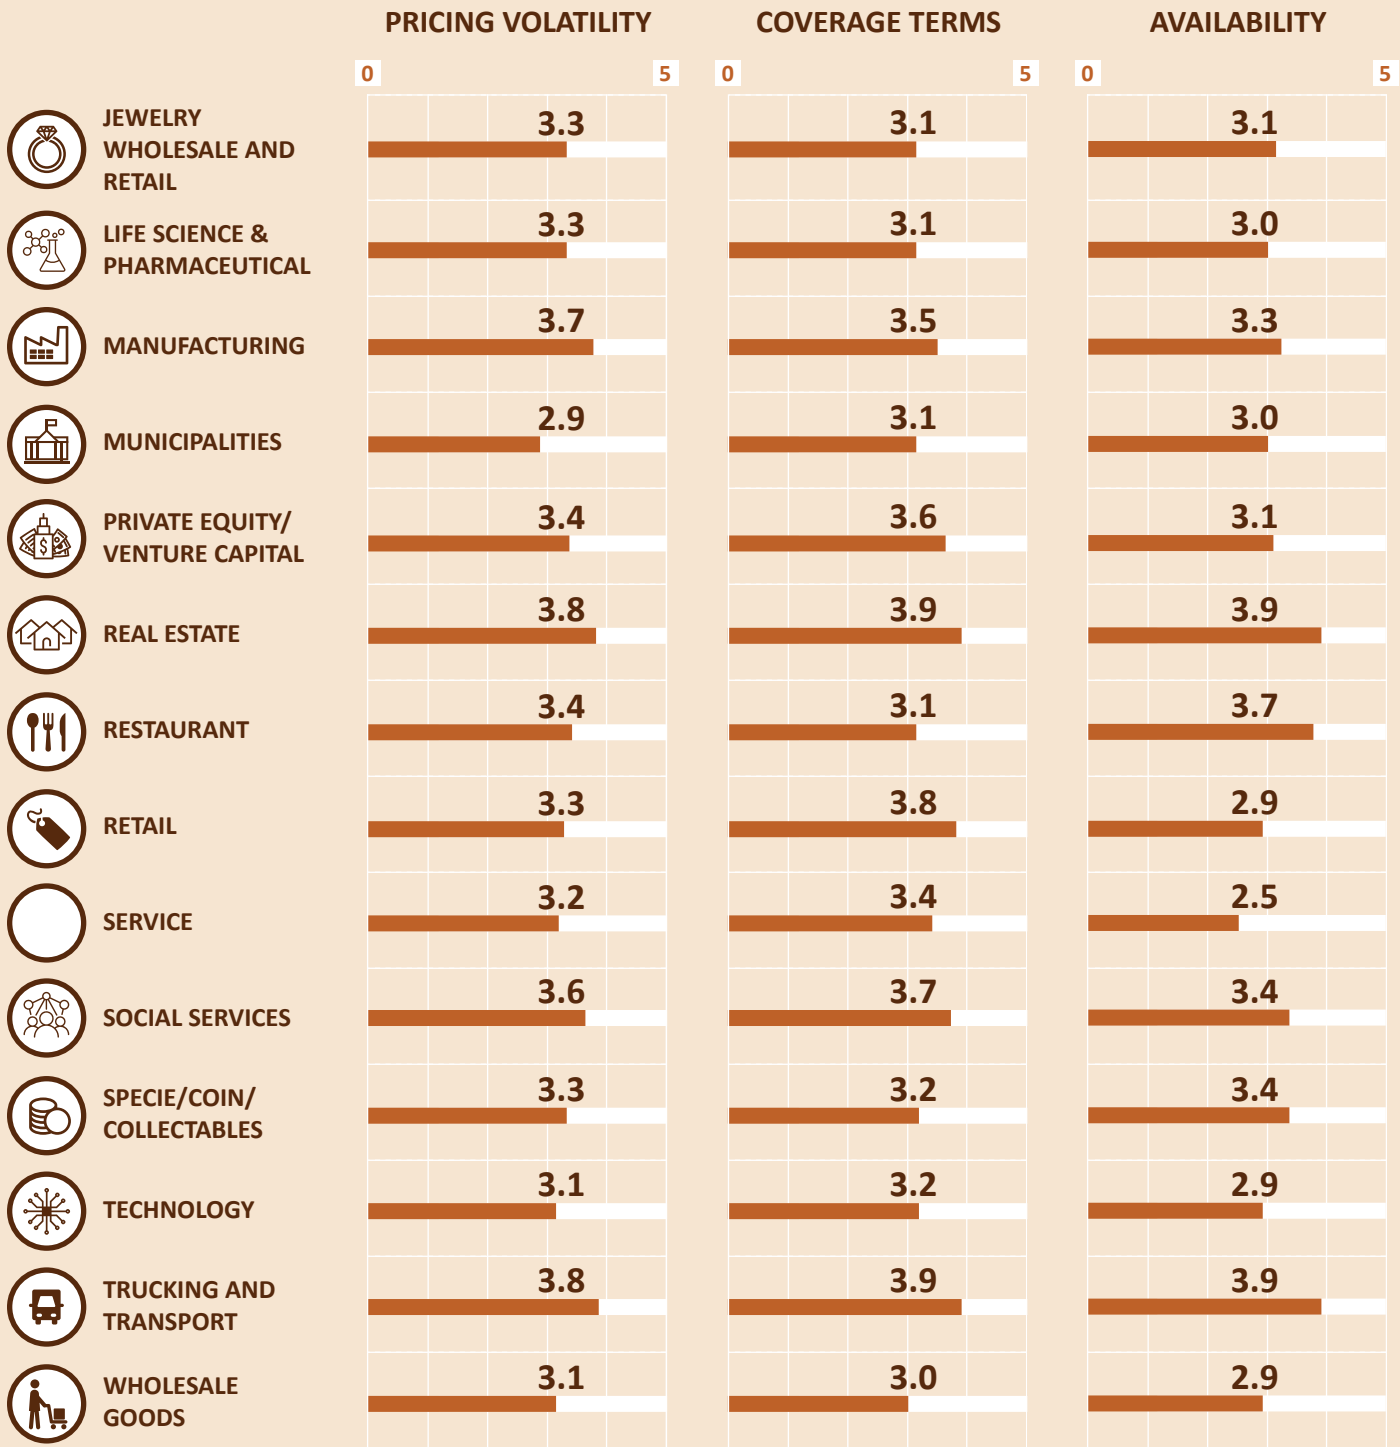 PRICING VOLATILITY COVERAGE TERMS AVAILABILITY
0 5 0 5 0 5
JEWELRY
WHOLESALE AND
RETAIL
3.3 3.1 3.1
LIFE SCIENCE &
PHARMACEUTICAL
3.3 3.1 3.0
MANUFACTURING
3.7 3.5 3.3
MUNICIPALITIES
2.9 3.1 3.0
PRIVATE EQUITY/
VENTURE CAPITAL
$
3.4 3.6 3.1
REAL ESTATE
3.8 3.9 3.9
RESTAURANT
3.4 3.1 3.7
RETAIL
3.3 3.8 2.9
SERVICE
3.2 3.4 2.5
SOCIAL SERVICES
3.6 3.7 3.4
SPECIE/COIN/
COLLECTABLES
3.3 3.2 3.4
TECHNOLOGY
3.1 3.2 2.9
TRUCKING AND
TRANSPORT
3.8 3.9 3.9
WHOLESALE
GOODS
3.1 3.0 2.9